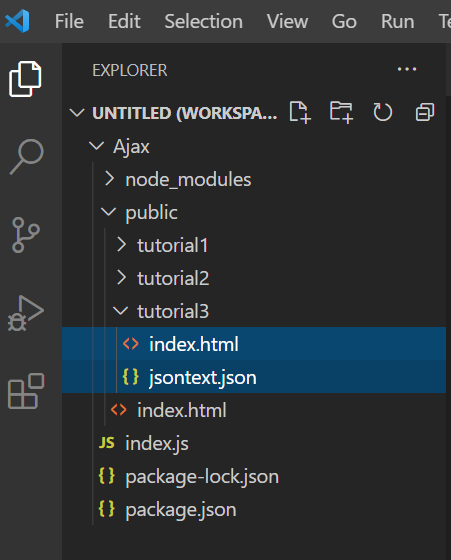 File Edit Selection View Go Run Te
EXPLORER
UNTITLED (WORKSPA...
Ajax
node_modules
public
tutorial1
tutorial2
tutorial3
<> index.html
{} jsontext.json
<> index.html
JS index.js
{} package-lock.json
{} package.json